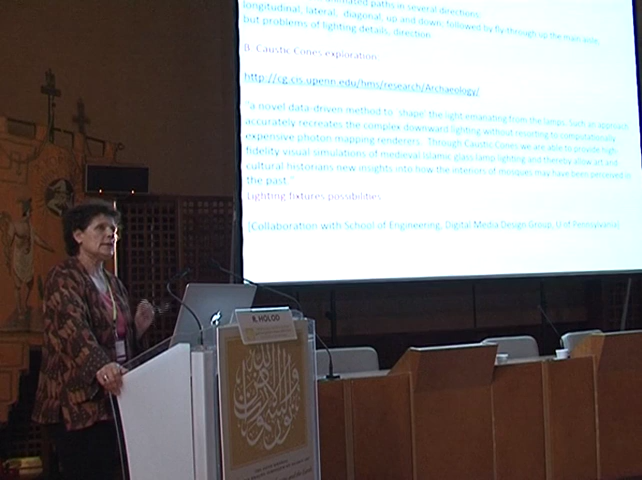 animated paths in several directions:
longitudinal, lateral, diagonal, up and down, followed by fly-through up the main aisle,
but problems of lighting details, direction
B. Caustic Cones exploration
http://cg.cis.upenn.edu/hms/research/Archaeology/
"a novel data-driven method to 'shape' the light emanating from the lamps. Such an approach
accurately recreates the complex downward lighting without resorting to computationally
expensive photon mapping renderers. Through Caustic Cones we are able to provide high
fidelity visual simulations of medieval Islamic glass lamp lighting and thereby allow art and
cultural historians new insights into how the interiors of mosques may have been perceived in
the past."
Lighting fixtures possibilities
(Collaboration with School of Engineering, Digital Media Design Group, U of Pennsylvania)
R. HOLOD